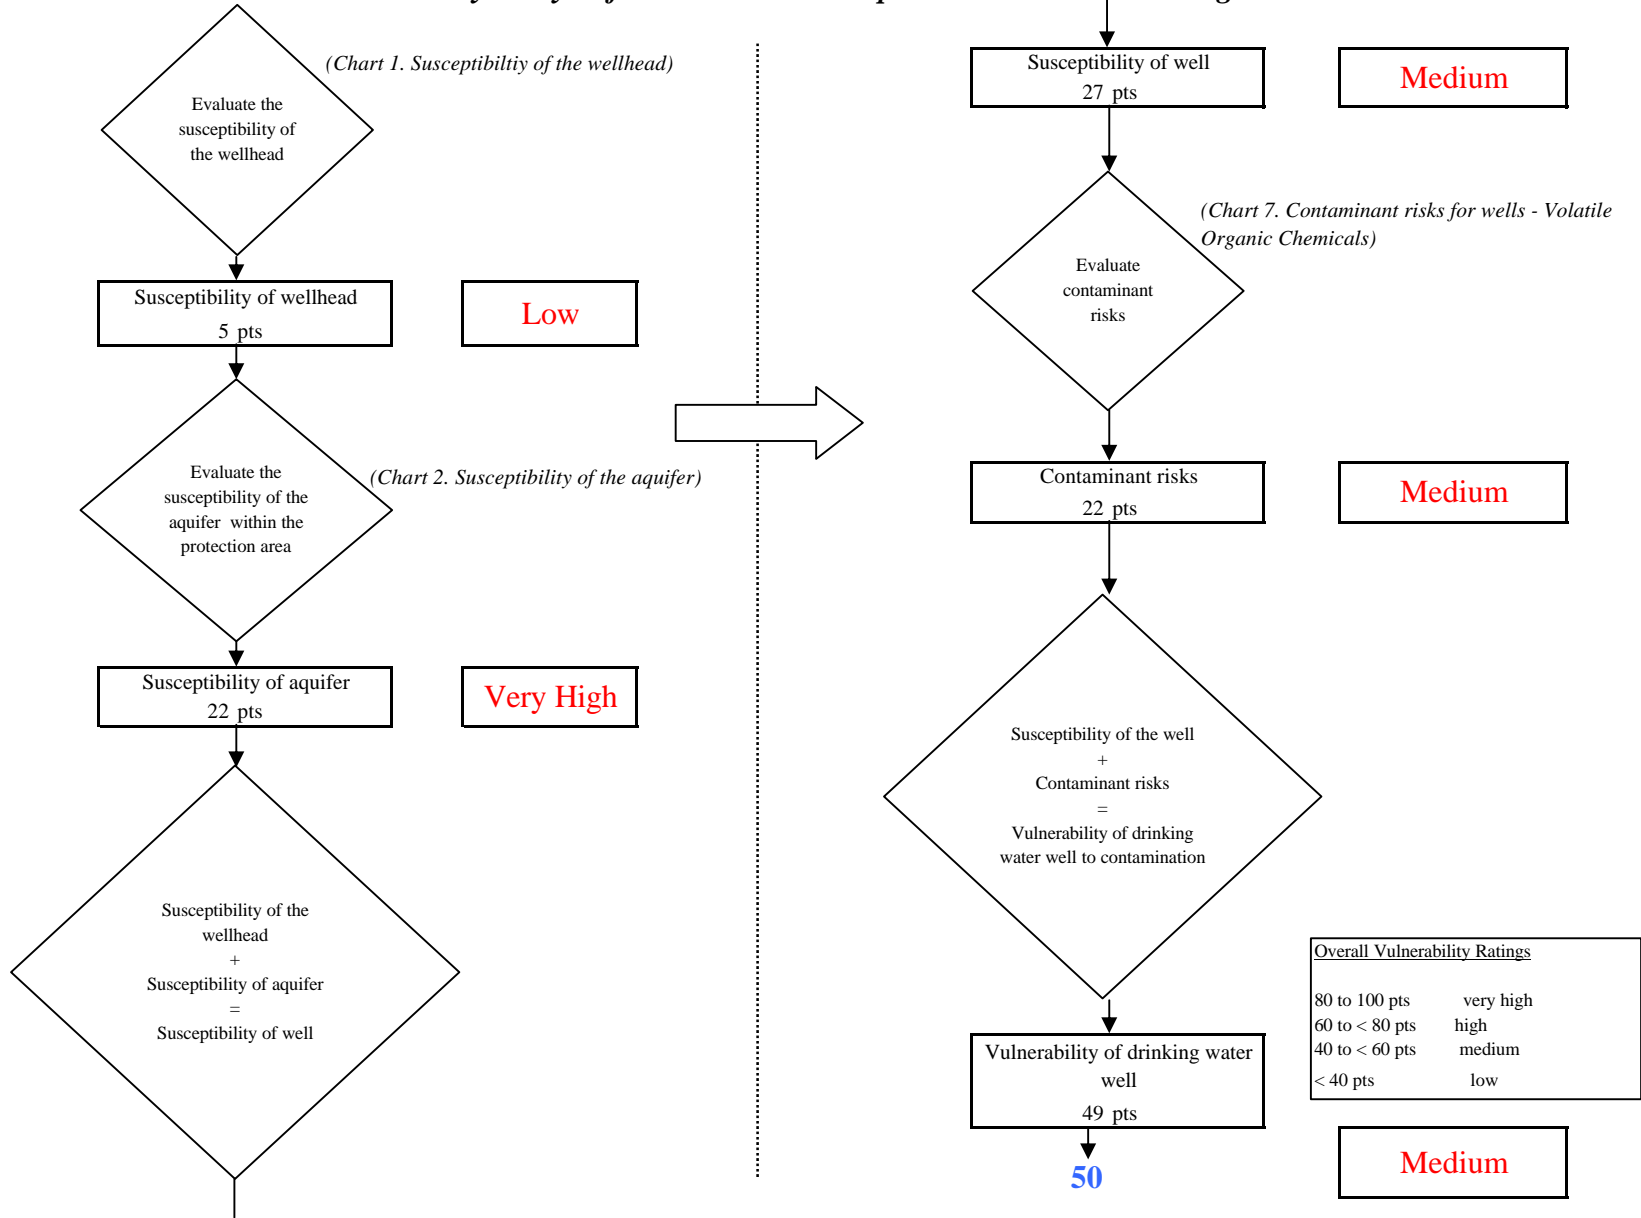 (Chart 1. Susceptibiltiy of the wellhead)
Evaluate the
susceptibility of
the wellhead
Susceptibility of wellhead
5 pts
Low
Evaluate the
susceptibility of the
aquifer within the
protection area
(Chart 2. Susceptibility of the aquifer)
Susceptibility of aquifer
22 pts
Very High
Susceptibility of the
wellhead
+
Susceptibility of aquifer
=
Susceptibility of well
Susceptibility of well
27 pts
Medium
(Chart 7. Contaminant risks for wells - Volatile
Organic Chemicals)
Evaluate
contaminant
risks
Contaminant risks
22 pts
Medium
Susceptibility of the well
+
Contaminant risks
=
Vulnerability of drinking
water well to contamination
Overall Vulnerability Ratings
80 to 100 pts very high
60 to < 80 pts high
40 to < 60 pts medium
< 40 pts low
Vulnerability of drinking water
well
49 pts
50
Medium